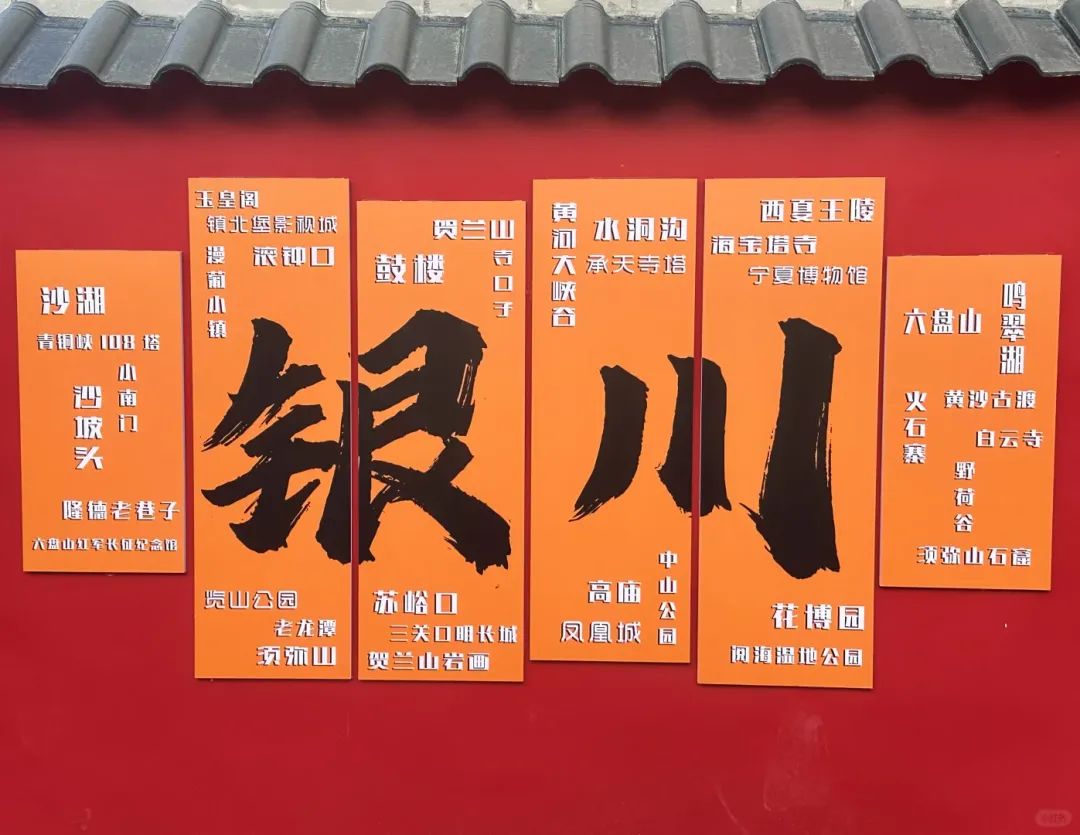 沙湖
青铜峡108塔
小南门
沙坡头
隆德老巷子
六盘山红军长征纪念馆
玉皇阁
镇北堡影视城
漫葡小镇
滚钟口
览山公园
老龙潭
须弥山
贺兰山
鼓楼
寺口子
苏峪口
三关口明长城
贺兰山岩画
银川
黄河大峡谷
水洞沟
承天寺塔
中山公园
高庙
凤凰城
西夏王陵
海宝塔寺
宁夏博物馆
花博园
阅海湿地公园
鸣翠湖
六盘山
火石寨
黄沙古渡
白云寺
野荷谷
须弥山石窟
小红书